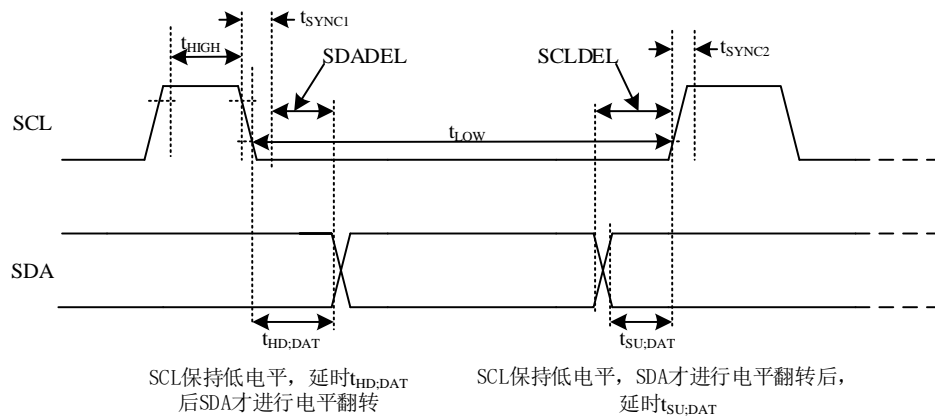 tSYNC1
tHIGH
SDADEL
SCLDEL
tSYNC2
SCL
tLOW
SDA
tHD;DAT
tSU;DAT
SCL保持低电平，延时tHD;DAT
后SDA才进行电平翻转
SCL保持低电平，SDA才进行电平翻转后，
延时tSU;DAT